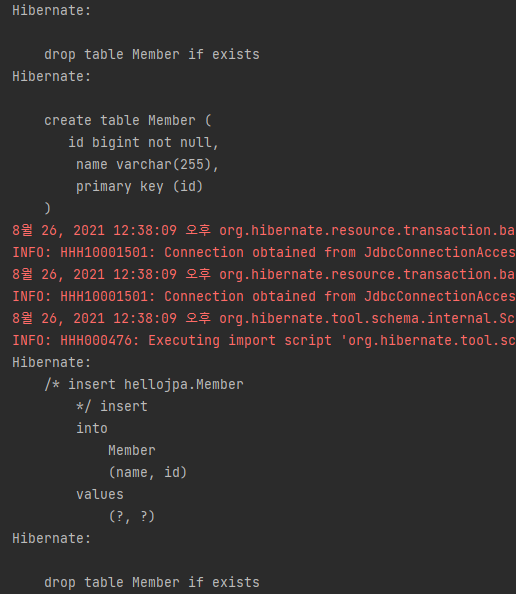 Hibernate:
drop table Member if exists
Hibernate:
create table Member (
id bigint not null,
name varchar(255),
primary key (id)
)
8월 26, 2021 12:38:09 오후 org.hibernate.resource.transaction.ba
INFO: HHH10001501: Connection obtained from JdbcConnectionAcces
8월 26, 2021 12:38:09 오후 org.hibernate.resource.transaction.ba
INFO: HHH10001501: Connection obtained from JdbcConnectionAcces
8월 26, 2021 12:38:09 오후 org.hibernate.tool.schema.internal.Sc
INFO: HHH000476: Executing import script 'org.hibernate.tool.sc
Hibernate:
/* insert hellojpa.Member
*/ insert
into
Member
(name, id)
values
(?, ?)
Hibernate:
drop table Member if exists